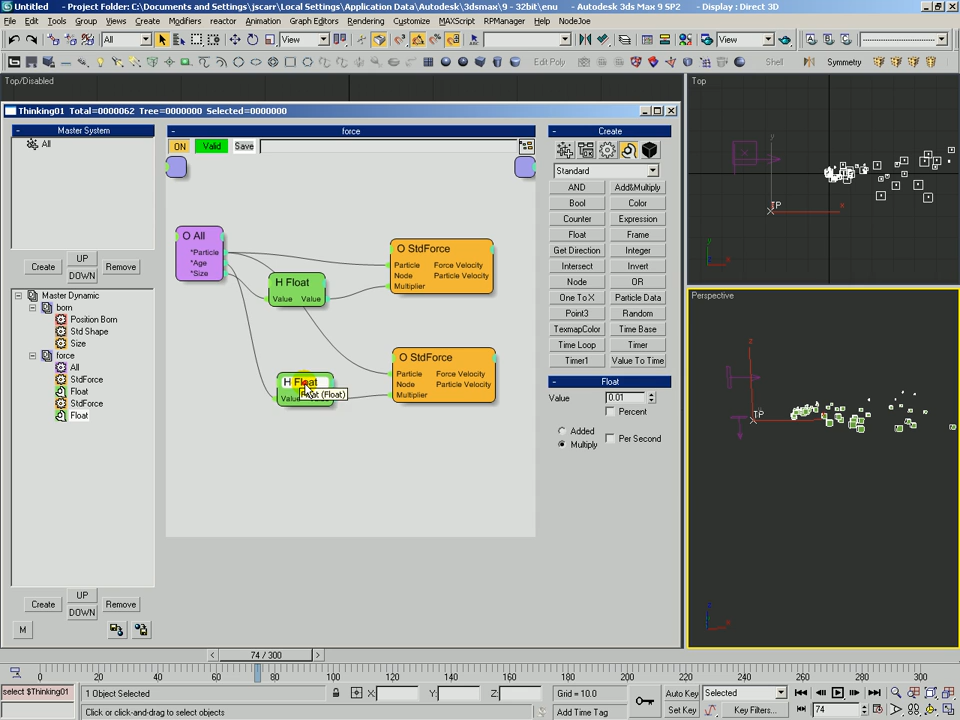 Untitled - Project Folder: C:\Documents and Settings\jscarr\Local Settings\Application Data\Autodesk\3dsmax\9 - 32bit\enu - Autodesk 3ds Max 9 SP2 - Display : Direct 3D
File Edit Tools Group Views Create Modifiers reactor Animation Graph Editors Rendering Customize MAXScript RPManager Help NodeJoe
All View View
Edit Poly Shell Symmetry
Top/Disabled
Top
Thinking01 Total=0000062 Tree=0000000 Selected=0000000
Master System
All
Create UP Remove
DOWN
Master Dynamic
born
Position Born
Std Shape
Size
force
All
StdForce
Float
StdForce
Float
Create UP Remove
DOWN
M
force
ON Valid Save
O All
*Particle
*Age
*Size
H Float
Value Value
O StdForce
Particle Force Velocity
Node Particle Velocity
Multiplier
O StdForce
Particle Force Velocity
Node Particle Velocity
Multiplier
H Float
Value
Float (Float)
Create
Standard
AND Add&Multiply
Bool Color
Counter Expression
Float Frame
Get Direction Integer
Intersect Invert
Node OR
One To X Particle Data
Point3 Random
TexmapColor Time Base
Time Loop Timer
Timer1 Value To Time
Float
Value 0.01
Percent
Added
Multiply Per Second
TP
y
x
Perspective
z
TP
74 / 300
0 20 40 60 80 100 120 140 160 180 200 220 240 260 280 300
select $Thinking01 1 Object Selected X: Y: Z: Grid = 10.0 Auto Key Selected
Click or click-and-drag to select objects Add Time Tag Set Key Key Filters... 74